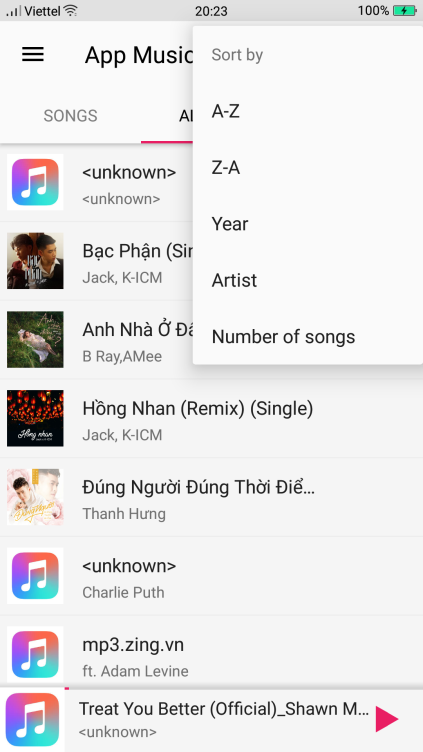 Viettel
20:23
100%
App Music
Sort by
A-Z
Z-A
Year
Artist
Number of songs
SONGS
AL
<unknown>
<unknown>
Bạc Phận (Sin
Jack, K-ICM
Anh Nhà Ở Đâ
B Ray,AMee
Hồng Nhan (Remix) (Single)
Jack, K-ICM
Hồng nhan
Đúng Người Đúng Thời Điể...
Thanh Hưng
<unknown>
Charlie Puth
mp3.zing.vn
ft. Adam Levine
Treat You Better (Official)_Shawn M...
<unknown>